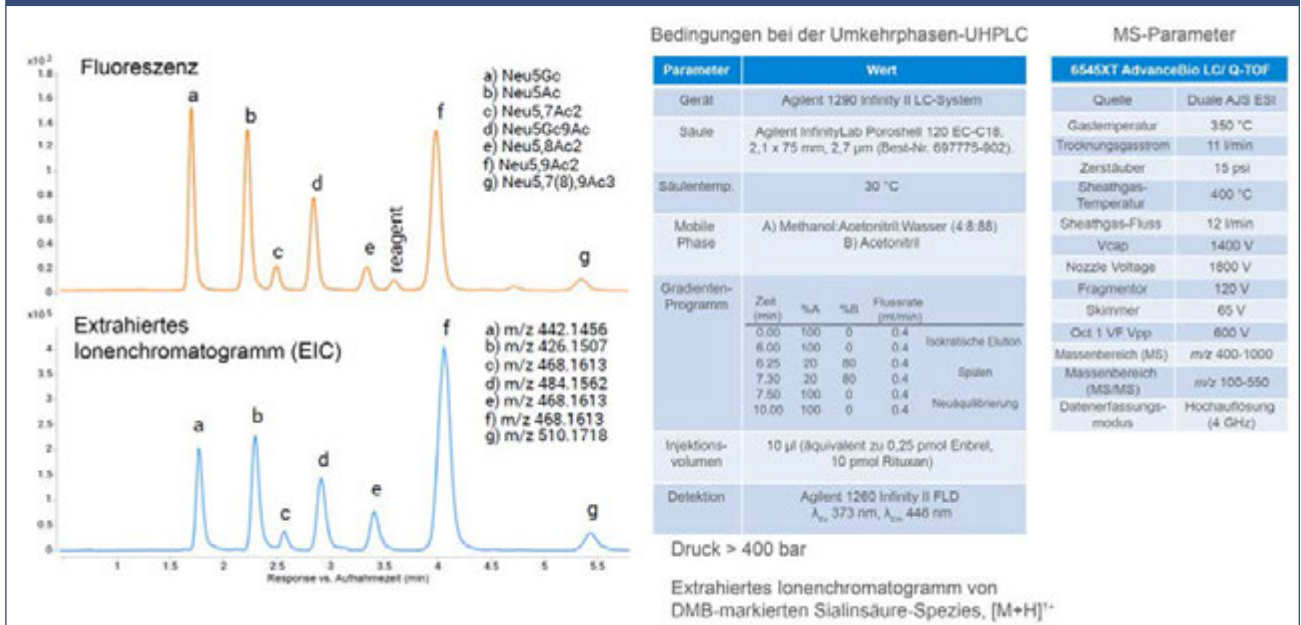 Fluoreszenz
x10²
1.8
1.6
1.4
1.2
1
0.8
0.6
0.4
0.2
0
a
b
c
d
e
reagent
f
g
a) Neu5Gc
b) Neu5Ac
c) Neu5,7Ac2
d) Neu5Gc9Ac
e) Neu5,8Ac2
f) Neu5,9Ac2
g) Neu5,7(8),9Ac3
Extrahiertes
Ionenchromatogramm (EIC)
x10⁵
4
3.5
3
2.5
2
1.5
1
0.5
0
a
b
c
d
e
f
g
a) m/z 442.1456
b) m/z 426.1507
c) m/z 468.1613
d) m/z 484.1562
e) m/z 468.1613
f) m/z 468.1613
g) m/z 510.1718
1 1.5 2 2.5 3 3.5 4 4.5 5 5.5
Response vs. Aufnahmezeit (min)
Bedingungen bei der Umkehrphasen-UHPLC
Parameter Wert
Gerät Agilent 1290 Infinity II LC-System
Säule Agilent InfinityLab Poroshell 120 EC-C18,
2,1 x 75 mm, 2,7 µm (Best-Nr. 697775-902).
Säulentemp. 30 °C
Mobile
Phase
A) Methanol:Acetonitril:Wasser (4:8:88)
B) Acetonitril
Gradienten-
Programm
Zeit
(min) %A %B Flussrate
(ml/min)
0.00 100 0 0.4
6.00 100 0 0.4
Isokratische Elution
6.25 20 80 0.4
7.30 20 80 0.4
Spülen
7.50 100 0 0.4
10.00 100 0 0.4
Neuäquilibrierung
Injektions-
volumen
10 µl (äquivalent zu 0,25 pmol Enbrel,
10 pmol Rituxan)
Detektion Agilent 1260 Infinity II FLD
λEx 373 nm, λEm 448 nm
Druck > 400 bar
Extrahiertes Ionenchromatogramm von
DMB-markierten Sialinsäure-Spezies, [M+H]¹⁺
MS-Parameter
6545XT AdvanceBio LC/ Q-TOF
Quelle Duale AJS ESI
Gastemperatur 350 °C
Trocknungsgasstrom 11 l/min
Zerstäuber 15 psi
Sheathgas-
Temperatur 400 °C
Sheathgas-Fluss 12 l/min
Vcap 1400 V
Nozzle Voltage 1800 V
Fragmentor 120 V
Skimmer 65 V
Oct 1 VF Vpp 600 V
Massenbereich (MS) m/z 400-1000
Massenbereich
(MS/MS) m/z 100-550
Datenerfassungs-
modus
Hochauflösung
(4 GHz)